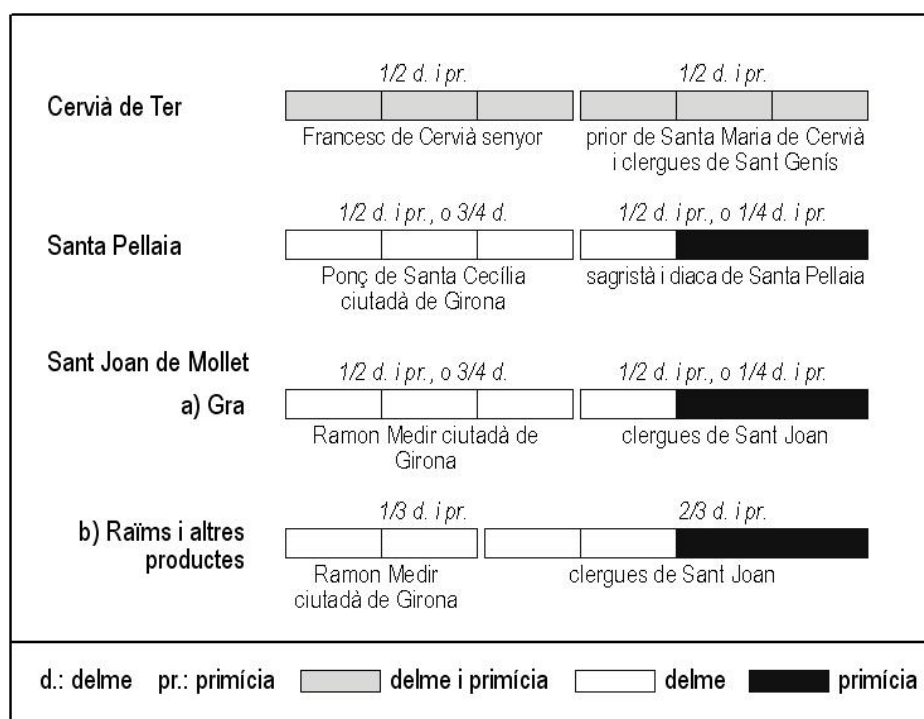 1/2 d. i pr. 1/2 d. i pr.
Cervià de Ter
Francesc de Cervià senyor prior de Santa Maria de Cervià
i clergues de Sant Genís
1/2 d. i pr., o 3/4 d. 1/2 d. i pr., o 1/4 d. i pr.
Santa Pellaia
Ponç de Santa Cecília sagristà i diaca de Santa Pellaia
ciutadà de Girona
Sant Joan de Mollet
1/2 d. i pr., o 3/4 d. 1/2 d. i pr., o 1/4 d. i pr.
a) Gra
Ramon Medir ciutadà de clergues de Sant Joan
Girona
1/3 d. i pr. 2/3 d. i pr.
b) Raïms i altres
productes
Ramon Medir clergues de Sant Joan
ciutadà de Girona
d.: delme pr.: primícia delme i primícia delme primícia